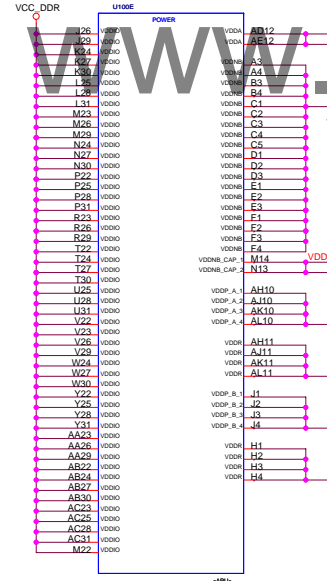 VCC_DDR
U100E
POWER
J26 VDDIO VDDA AD12
J29 VDDIO VDDA AE12
K24 VDDIO
K27 VDDIO VDDNB A3
K30 VDDIO VDDNB A4
L25 VDDIO VDDNB B3
L28 VDDIO VDDNB B4
L31 VDDIO VDDNB C1
M23 VDDIO VDDNB C2
M26 VDDIO VDDNB C3
M29 VDDIO VDDNB C4
N24 VDDIO VDDNB C5
N27 VDDIO VDDNB D1
N30 VDDIO VDDNB D2
P22 VDDIO VDDNB D3
P25 VDDIO VDDNB E1
P28 VDDIO VDDNB E2
P31 VDDIO VDDNB E3
R23 VDDIO VDDNB F1
R26 VDDIO VDDNB F2
R29 VDDIO VDDNB F3
T22 VDDIO VDDNB F4
T24 VDDIO VDDNB_CAP_1 M14 VDD
T27 VDDIO VDDNB_CAP_2 N13
T30 VDDIO
U25 VDDIO VDDP_A_1 AH10
U28 VDDIO VDDP_A_2 AJ10
U31 VDDIO VDDP_A_3 AK10
V22 VDDIO VDDP_A_4 AL10
V23 VDDIO
V26 VDDIO VDDR AH11
V29 VDDIO VDDR AJ11
W24 VDDIO VDDR AK11
W27 VDDIO VDDR AL11
W30 VDDIO
Y22 VDDIO VDDP_B_1 J1
Y25 VDDIO VDDP_B_2 J2
Y28 VDDIO VDDP_B_3 J3
Y31 VDDIO VDDP_B_4 J4
AA23 VDDIO
AA26 VDDIO VDDR H1
AA29 VDDIO VDDR H2
AB22 VDDIO VDDR H3
AB24 VDDIO VDDR H4
AB27 VDDIO
AB30 VDDIO
AC23 VDDIO
AC25 VDDIO
AC28 VDDIO
AC31 VDDIO
M22 VDDIO
www.